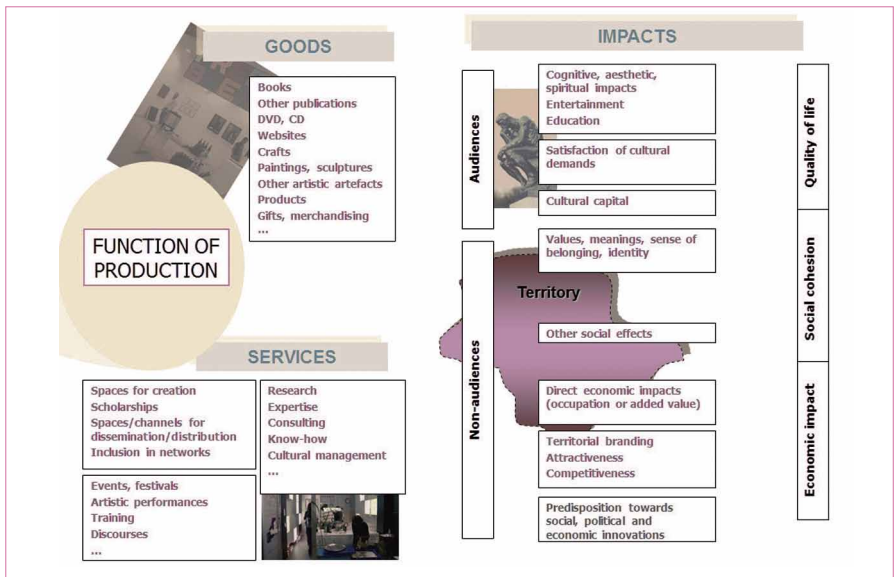 GOODS
Books
Other publications
DVD, CD
Websites
Crafts
Paintings, sculptures
Other artistic artefacts
Products
Gifts, merchandising
...
FUNCTION OF
PRODUCTION
SERVICES
Spaces for creation
Scholarships
Spaces/channels for
dissemination/distribution
Inclusion in networks
Events, festivals
Artistic performances
Training
Discourses
...
Research
Expertise
Consulting
Know-how
Cultural management
...
IMPACTS
Audiences
Cognitive, aesthetic,
spiritual impacts
Entertainment
Education
Satisfaction of cultural
demands
Cultural capital
Non-audiences
Values, meanings, sense of
belonging, identity
Territory
Other social effects
Direct economic impacts
(occupation or added value)
Territorial branding
Attractiveness
Competitiveness
Predisposition towards
social, political and
economic innovations
Quality of life
Social cohesion
Economic impact